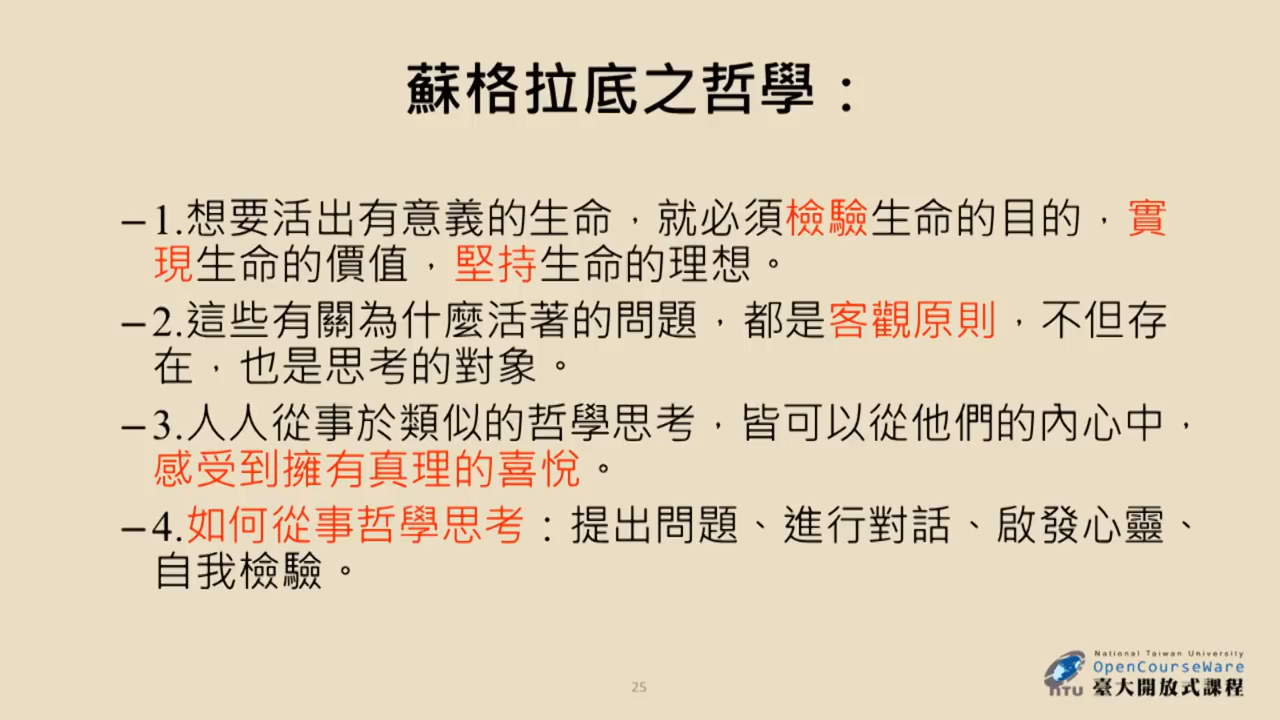 蘇格拉底之哲學：
–1.想要活出有意義的生命，就必須檢驗生命的目的，實
現生命的價值，堅持生命的理想。
–2.這些有關為什麼活著的問題，都是客觀原則，不但存
在，也是思考的對象。
–3.人人從事於類似的哲學思考，皆可以從他們的內心中，
感受到擁有真理的喜悅。
–4.如何從事哲學思考：提出問題、進行對話、啟發心靈、
自我檢驗。
25
National Taiwan University
OpenCourseWare
NTU 臺大開放式課程